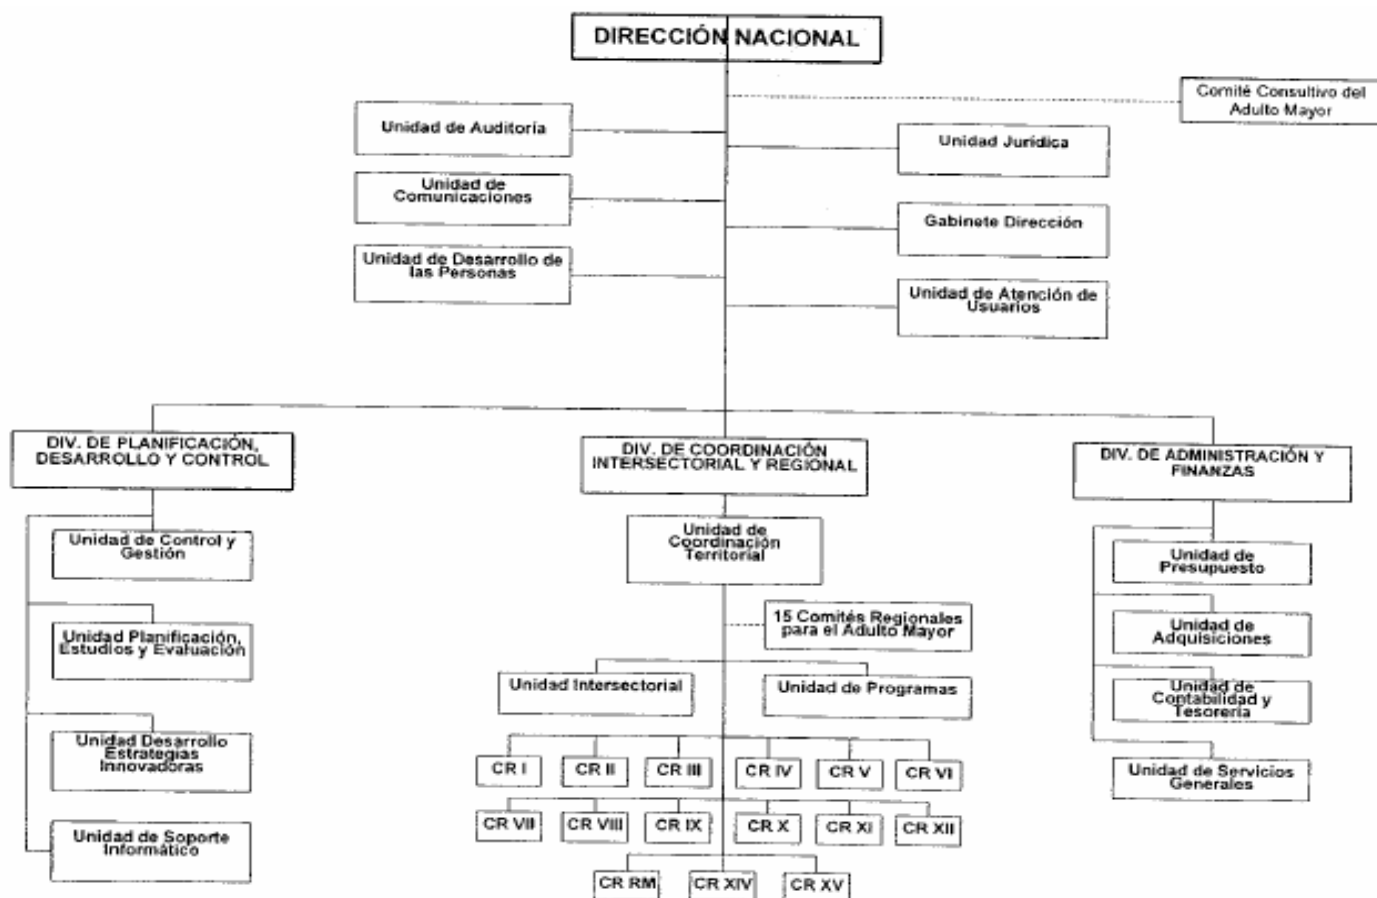 DIRECCIÓN NACIONAL
Comité Consultivo del
Adulto Mayor
Unidad de Auditoría
Unidad Jurídica
Unidad de
Comunicaciones
Gabinete Dirección
Unidad de Desarrollo de
las Personas
Unidad de Atención de
Usuarios
DIV. DE PLANIFICACIÓN,
DESARROLLO Y CONTROL
DIV. DE COORDINACIÓN
INTERSECTORIAL Y REGIONAL
DIV. DE ADMINISTRACIÓN Y
FINANZAS
Unidad de Control y
Gestión
Unidad Planificación,
Estudios y Evaluación
Unidad Desarrollo
Estrategias
Innovadoras
Unidad de Soporte
Informático
Unidad de
Coordinación
Territorial
15 Comités Regionales
para el Adulto Mayor
Unidad Intersectorial
Unidad de Programas
CR I
CR II
CR III
CR IV
CR V
CR VI
CR VII
CR VIII
CR IX
CR X
CR XI
CR XII
CR RM
CR XIV
CR XV
Unidad de
Presupuesto
Unidad de
Adquisiciones
Unidad de
Contabilidad y
Tesorería
Unidad de Servicios
Generales